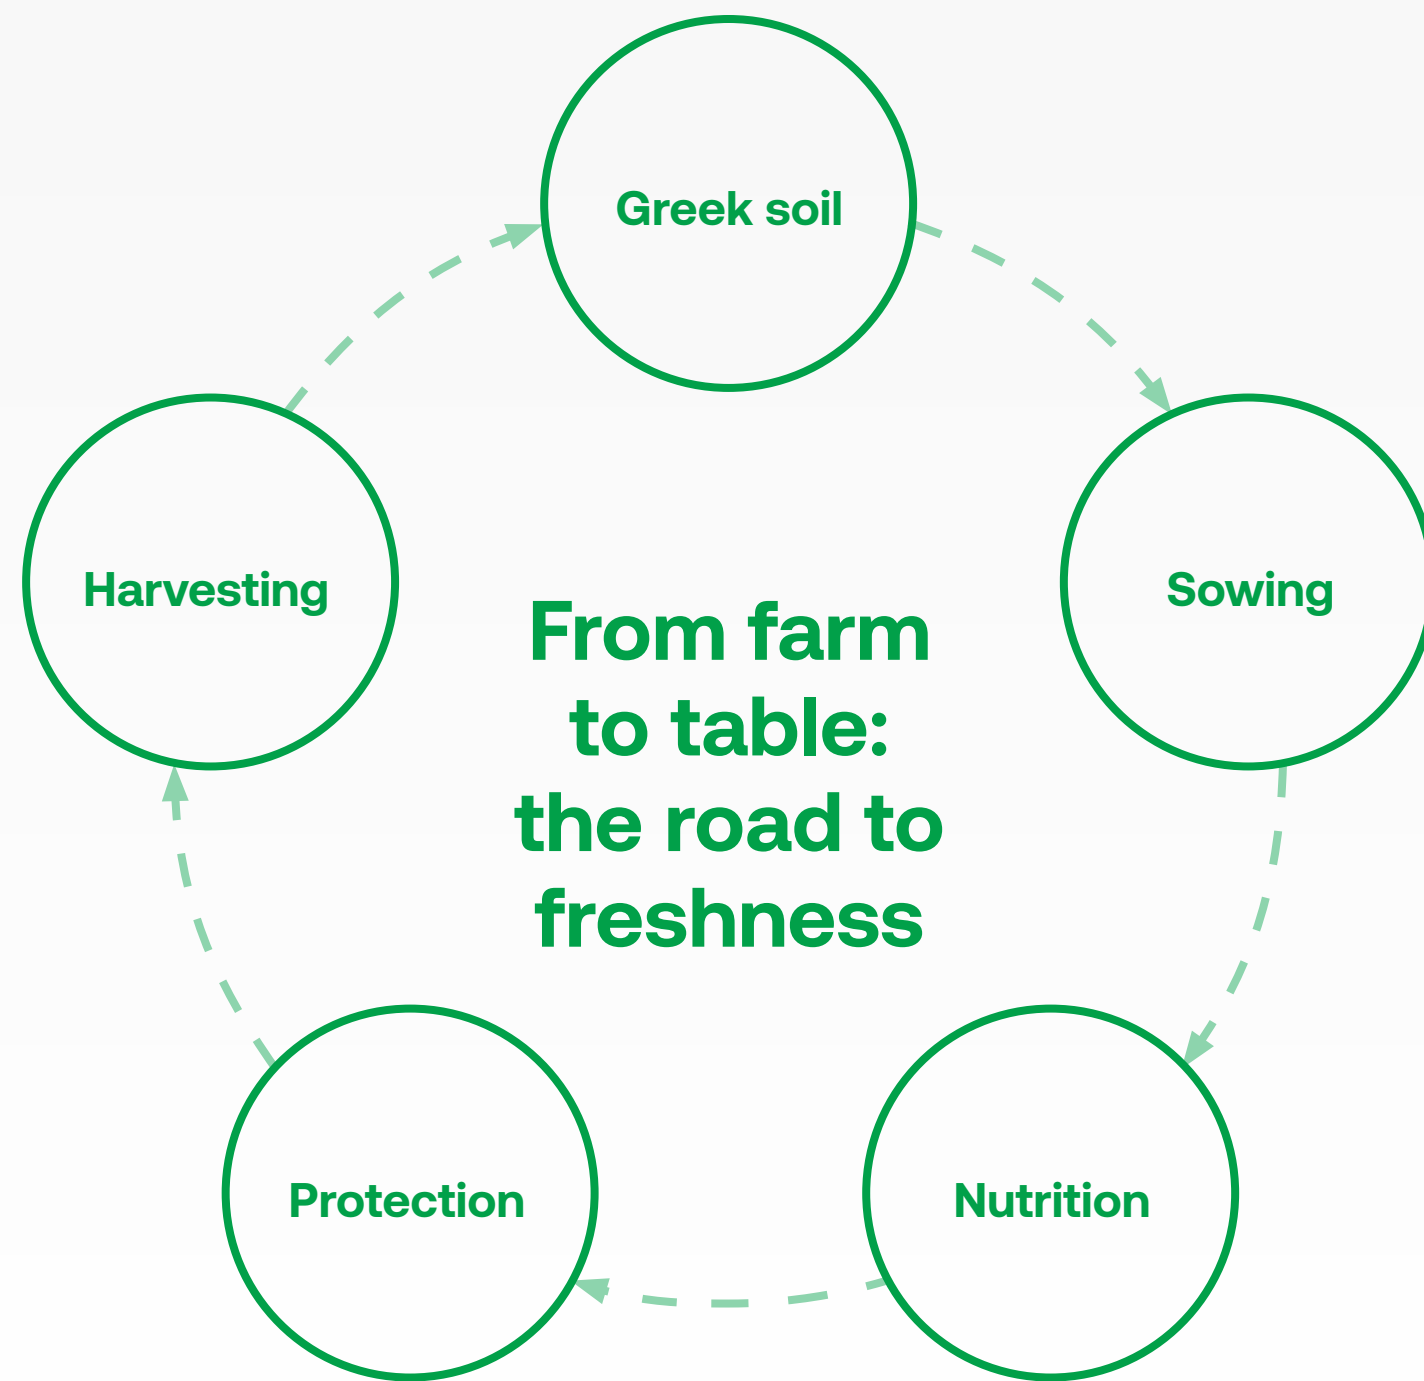 Greek soil
Harvesting
Sowing
From farm
to table:
the road to
freshness
Protection
Nutrition